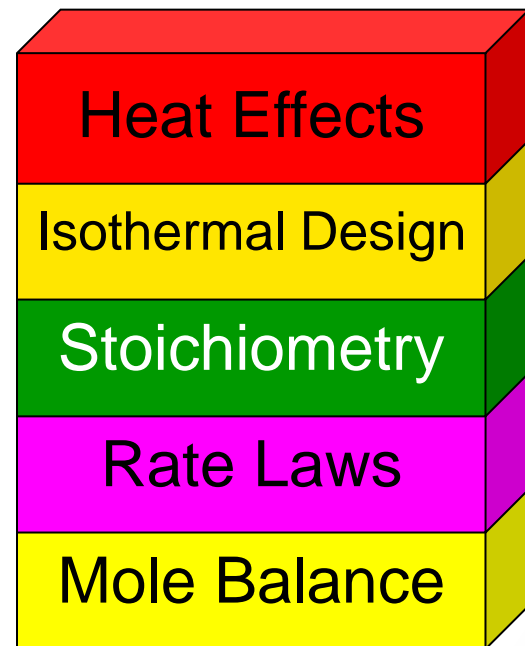 Heat Effects
Isothermal Design
Stoichiometry
Rate Laws
Mole Balance